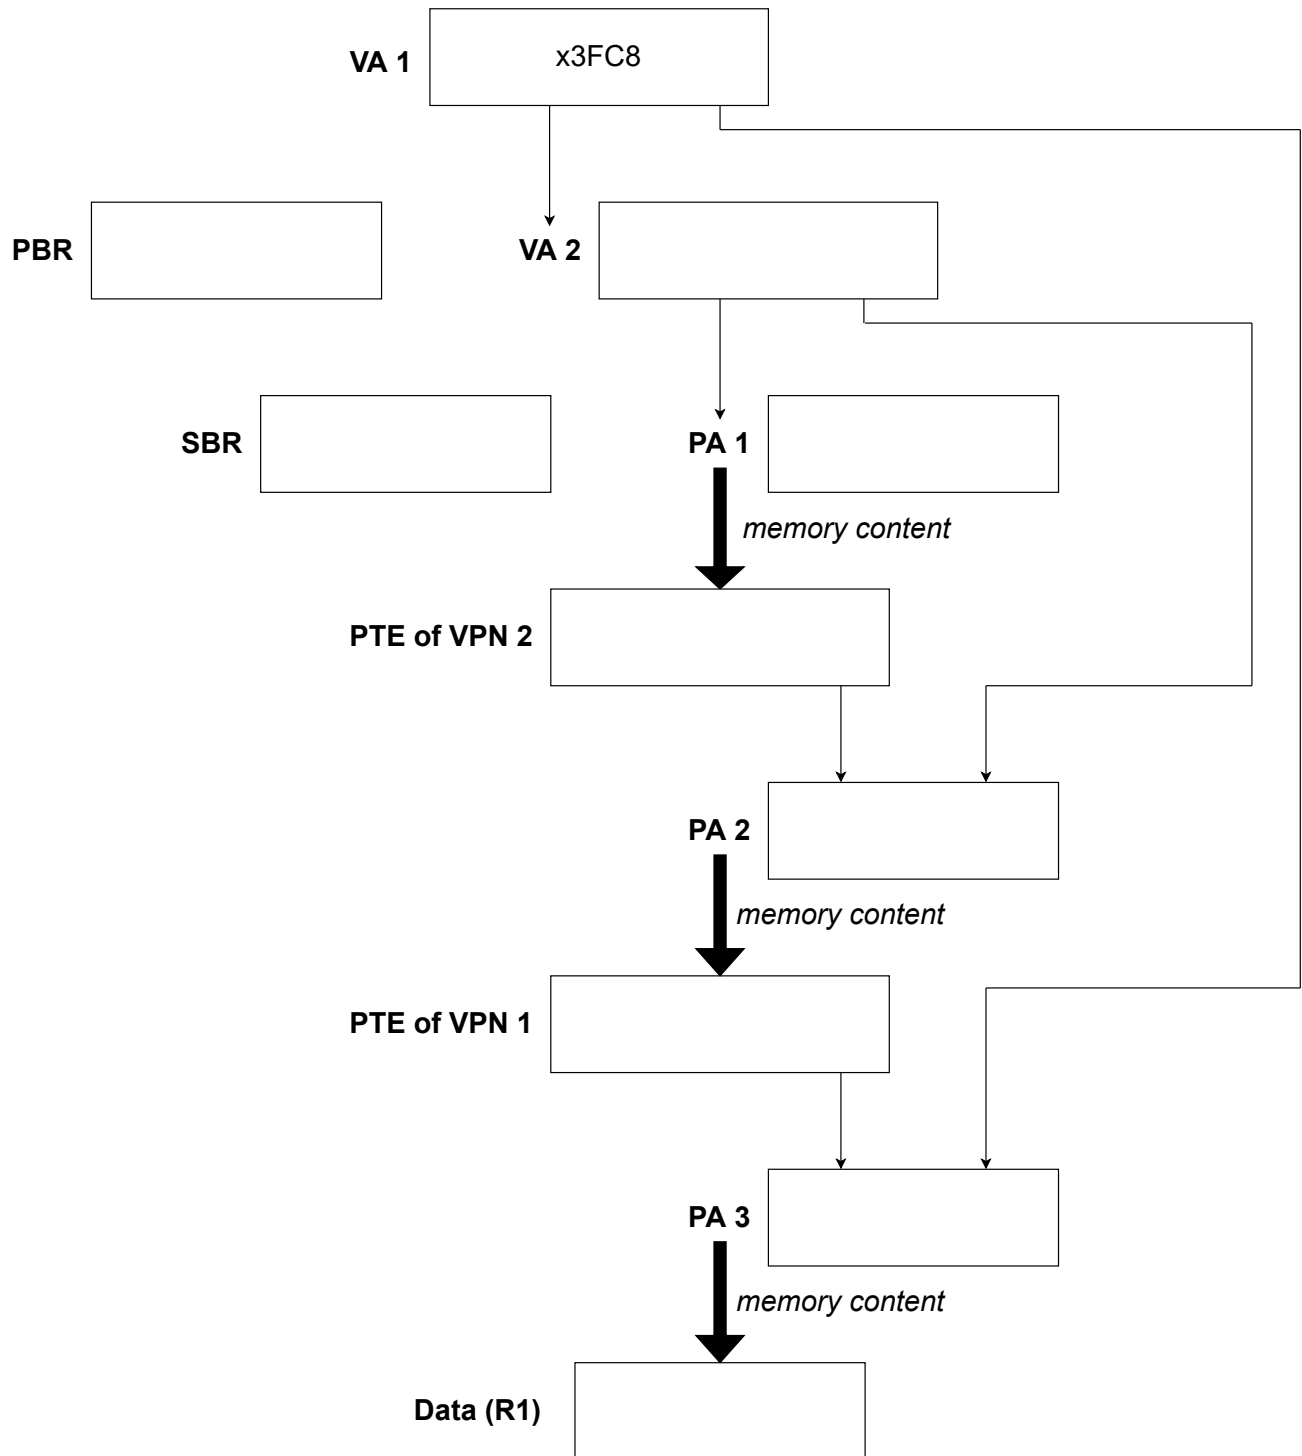 VA 1
x3FC8
PBR
VA 2
SBR
PA 1
memory content
PTE of VPN 2
PA 2
memory content
PTE of VPN 1
PA 3
memory content
Data (R1)